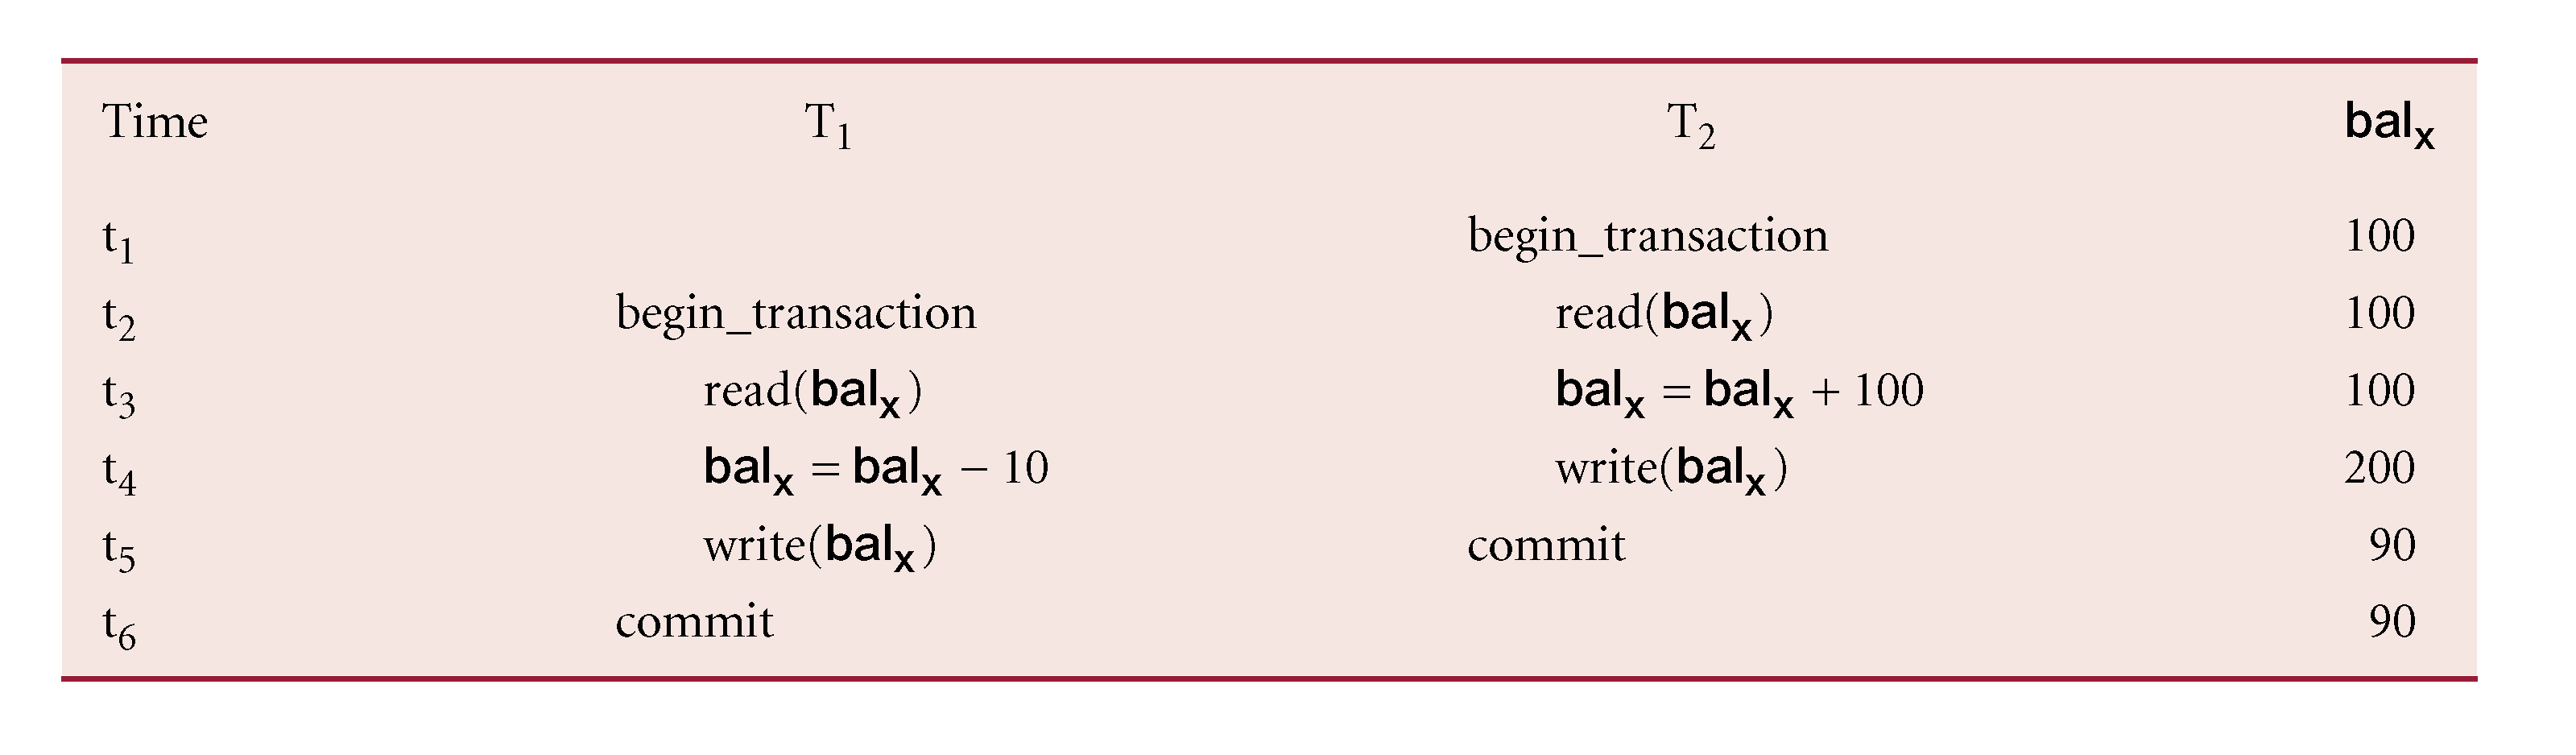 Time T₁ T₂ balₓ
t₁ begin_transaction 100
t₂ begin_transaction read(balₓ) 100
t₃ read(balₓ) balₓ = balₓ + 100 100
t₄ balₓ = balₓ − 10 write(balₓ) 200
t₅ write(balₓ) commit 90
t₆ commit 90